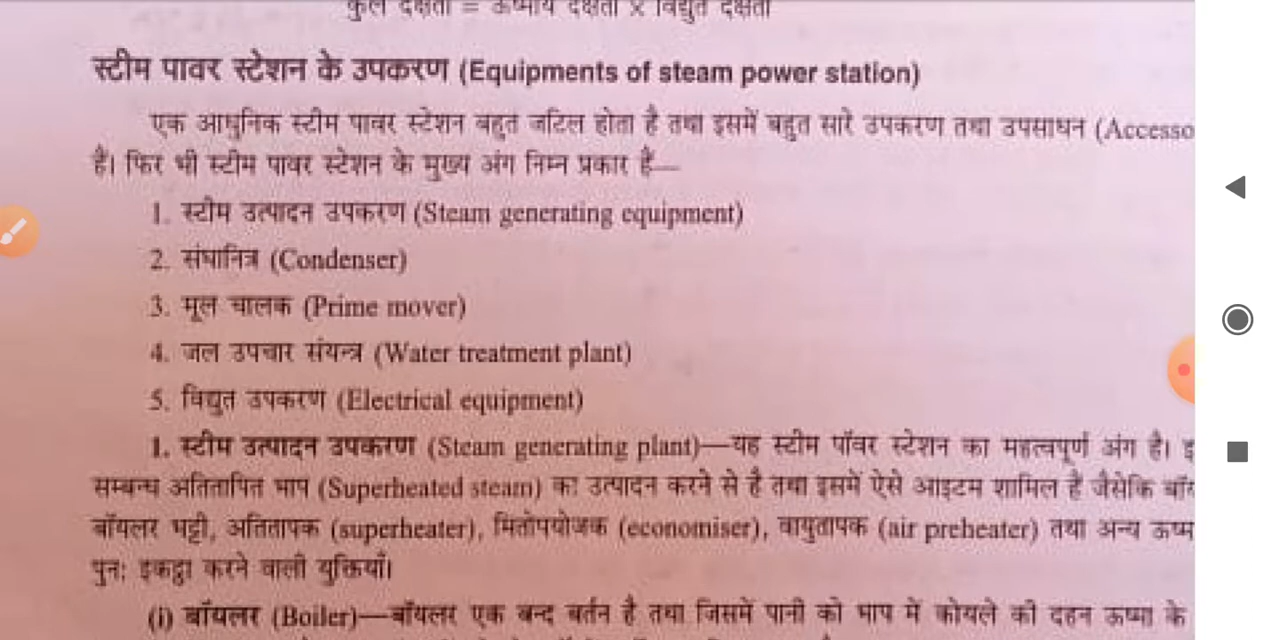 कुल दक्षता = ऊष्मीय दक्षता × विद्युत दक्षता
स्टीम पावर स्टेशन के उपकरण (Equipments of steam power station)
एक आधुनिक स्टीम पावर स्टेशन बहुत जटिल होता है तथा इसमें बहुत सारे उपकरण तथा उपसाधन (Accesso
हैं। फिर भी स्टीम पावर स्टेशन के मुख्य अंग निम्न प्रकार हैं—
1. स्टीम उत्पादन उपकरण (Steam generating equipment)
2. संघानित्र (Condenser)
3. मूल चालक (Prime mover)
4. जल उपचार संयन्त्र (Water treatment plant)
5. विद्युत उपकरण (Electrical equipment)
1. स्टीम उत्पादन उपकरण (Steam generating plant)—यह स्टीम पॉवर स्टेशन का महत्वपूर्ण अंग है। इ
सम्बन्ध अतितापित भाप (Superheated steam) का उत्पादन करने से है तथा इसमें ऐसे आइटम शामिल हैं जैसेकि बॉ
बॉयलर भट्टी, अतितापक (superheater), मितोपयोजक (economiser), वायुतापक (air preheater) तथा अन्य ऊष्म
पुनः इकट्ठा करने वाली युक्तियाँ।
(i) बॉयलर (Boiler)—बॉयलर एक बन्द बर्तन है तथा जिसमें पानी को भाप में कोयले की दहन ऊष्मा के